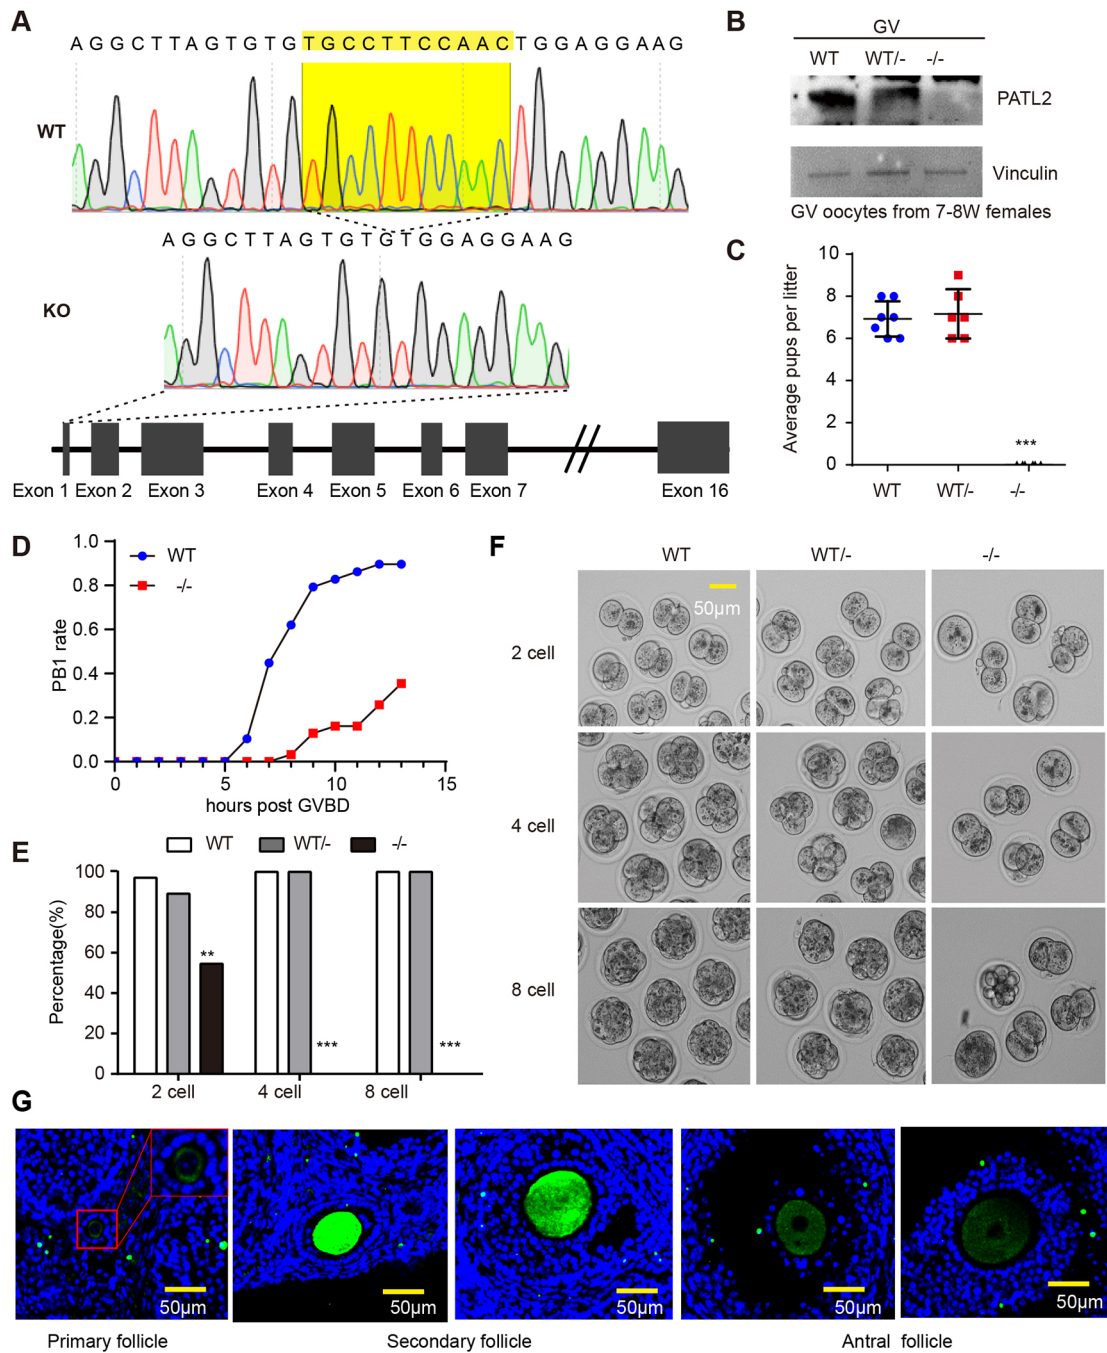 A
A G G C T T A G T G T G T G C C T T C C A A C T G G A G G A A G
WT
A G G C T T A G T G T G T G G A G G A A G
KO
Exon 1 Exon 2 Exon 3 Exon 4 Exon 5 Exon 6 Exon 7 Exon 16
B
GV
WT WT/- -/-
PATL2
Vinculin
GV oocytes from 7-8W females
C
Average pups per litter
10
8
6
4
2
0
***
WT WT/- -/-
D
PB1 rate
1.0
0.8
0.6
0.4
0.2
0.0
WT
-/-
0 5 10 15
hours post GVBD
E
WT WT/- -/-
Percentage(%)
100
80
60
40
20
0
**
***
***
2 cell 4 cell 8 cell
F
WT WT/- -/-
50μm
2 cell
4 cell
8 cell
G
50μm 50μm 50μm 50μm 50μm
Primary follicle Secondary follicle Antral follicle